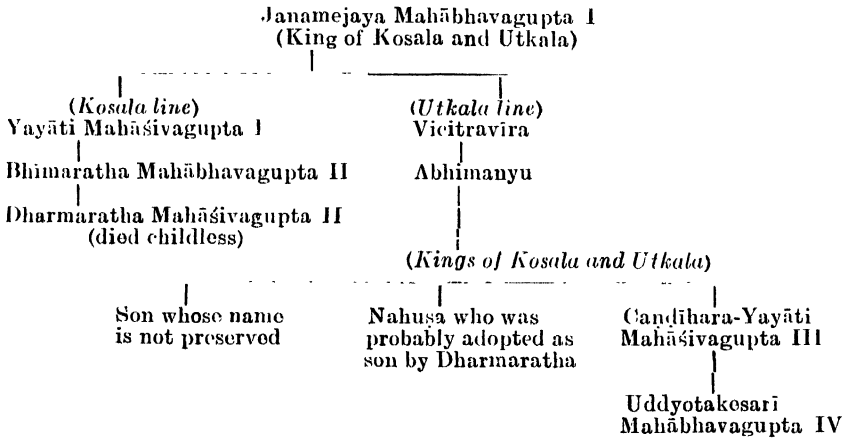 Janamejaya Mahābhavagupta I
(King of Kosala and Utkala)
(Kosala line)
Yayāti Mahāśivagupta I
Bhimaratha Mahābhavagupta II
Dharmaratha Mahāśivagupta II
(died childless)
(Utkala line)
Vicitravīra
Abhimanyu
(Kings of Kosala and Utkala)
Son whose name
is not preserved
Nahuṣa who was
probably adopted as
son by Dharmaratha
Caṇḍīhara-Yayāti
Mahāśivagupta III
Uddyotakesarī
Mahābhavagupta IV